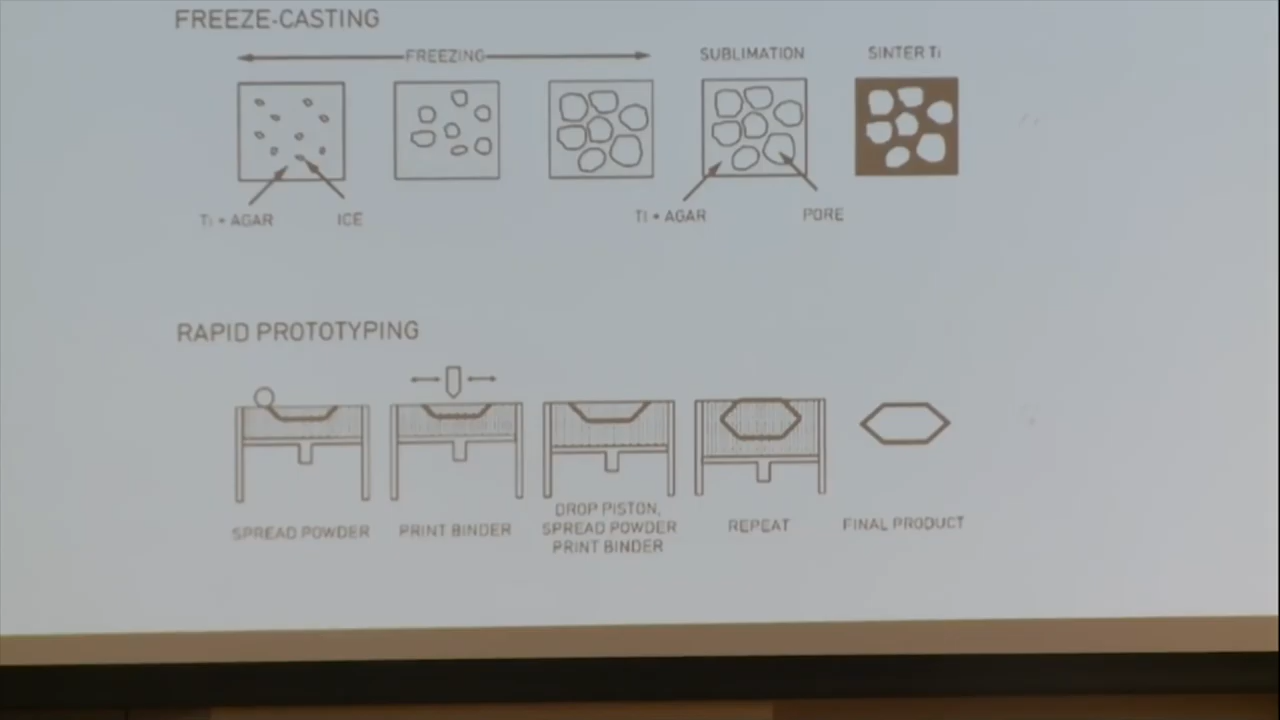 FREEZE-CASTING
FREEZING
SUBLIMATION
SINTER Ti
Ti + AGAR
ICE
TI + AGAR
PORE
RAPID PROTOTYPING
SPREAD POWDER
PRINT BINDER
DROP PISTON,
SPREAD POWDER
PRINT BINDER
REPEAT
FINAL PRODUCT